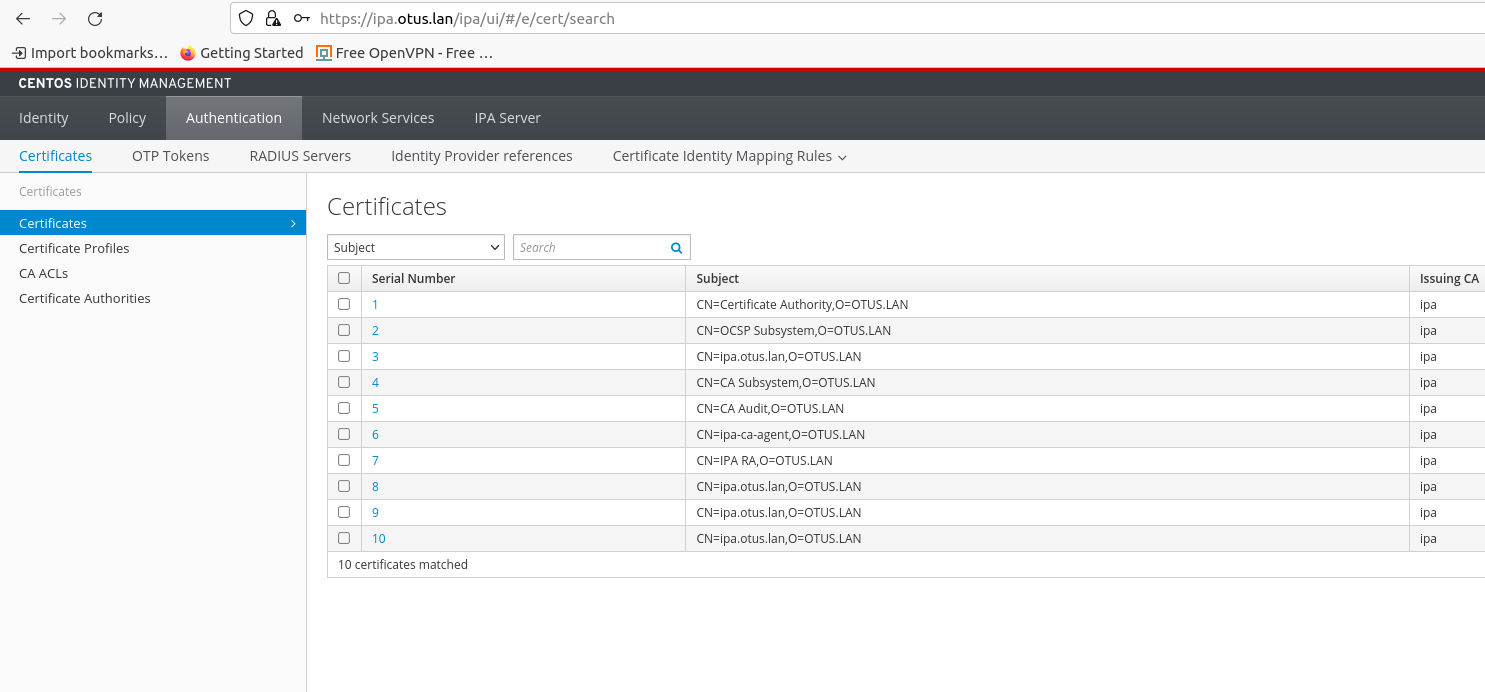 https://ipa.otus.lan/ipa/ui/#/e/cert/search
Import bookmarks... Getting Started Free OpenVPN - Free ...
CENTOS IDENTITY MANAGEMENT
Identity Policy Authentication Network Services IPA Server
Certificates OTP Tokens RADIUS Servers Identity Provider references Certificate Identity Mapping Rules
Certificates
Certificates
Certificate Profiles
CA ACLs
Certificate Authorities
Certificates
Subject Search
Serial Number Subject Issuing CA
1 CN=Certificate Authority,O=OTUS.LAN ipa
2 CN=OCSP Subsystem,O=OTUS.LAN ipa
3 CN=ipa.otus.lan,O=OTUS.LAN ipa
4 CN=CA Subsystem,O=OTUS.LAN ipa
5 CN=CA Audit,O=OTUS.LAN ipa
6 CN=ipa-ca-agent,O=OTUS.LAN ipa
7 CN=IPA RA,O=OTUS.LAN ipa
8 CN=ipa.otus.lan,O=OTUS.LAN ipa
9 CN=ipa.otus.lan,O=OTUS.LAN ipa
10 CN=ipa.otus.lan,O=OTUS.LAN ipa
10 certificates matched